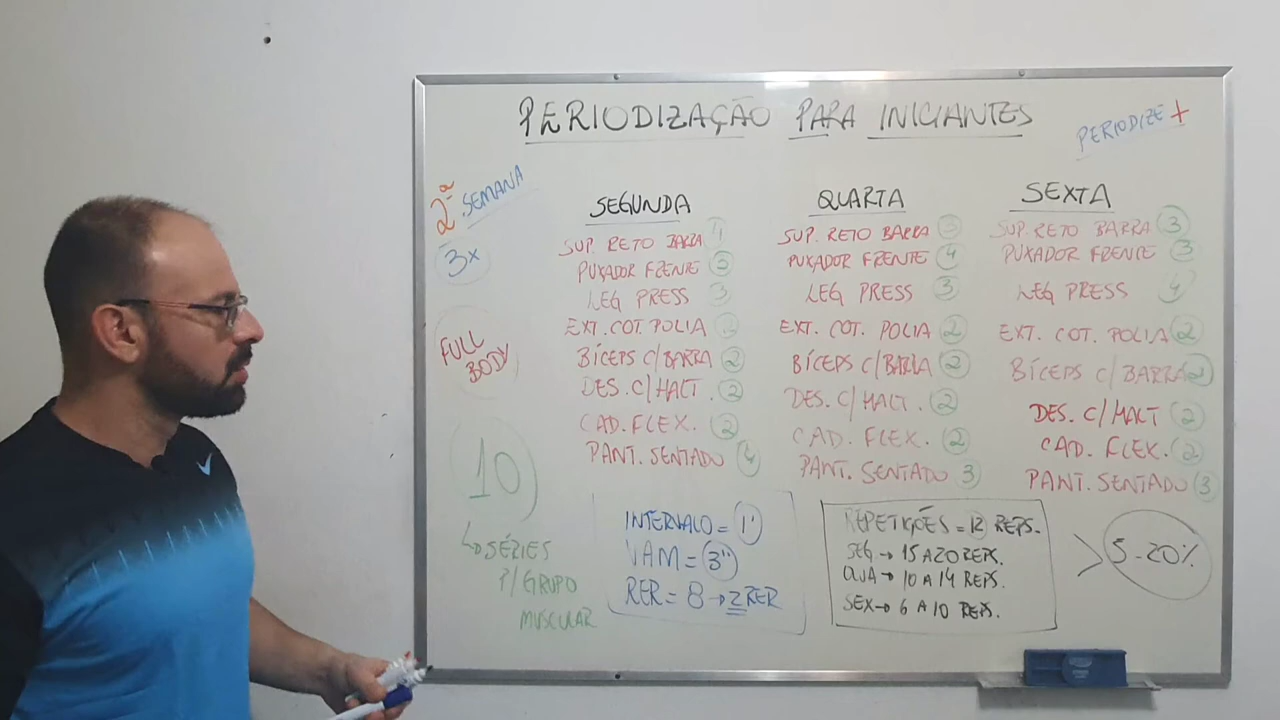 PERIODIZAÇÃO PARA INICIANTES
PERIODIZE +
2ª SEMANA
3x
FULL
BODY
10
↳ SÉRIES
P/ GRUPO
MUSCULAR
SEGUNDA
SUP. RETO BARRA 4
PUXADOR FRENTE 3
LEG PRESS 3
EXT. COT. POLIA 2
BÍCEPS C/BARRA 2
DES. C/HALT. 2
CAD. FLEX. 2
PANT. SENTADO 4
QUARTA
SUP. RETO BARRA 3
PUXADOR FRENTE 4
LEG PRESS 3
EXT. COT. POLIA 2
BÍCEPS C/BARRA 2
DES. C/HALT. 2
CAD. FLEX. 2
PANT. SENTADO 3
SEXTA
SUP. RETO BARRA 3
PUXADOR FRENTE 3
LEG PRESS 4
EXT. COT. POLIA 2
BÍCEPS C/BARRA 2
DES. C/HALT 2
CAD. FLEX. 2
PANT. SENTADO 3
INTERVALO = 1'
VAM = 3"
RER = 8 → 2 RER
REPETIÇÕES = 12 REPS.
SEG → 15 A 20 REPS.
QUA → 10 A 14 REPS.
SEX → 6 A 10 REPS.
> 5-20%